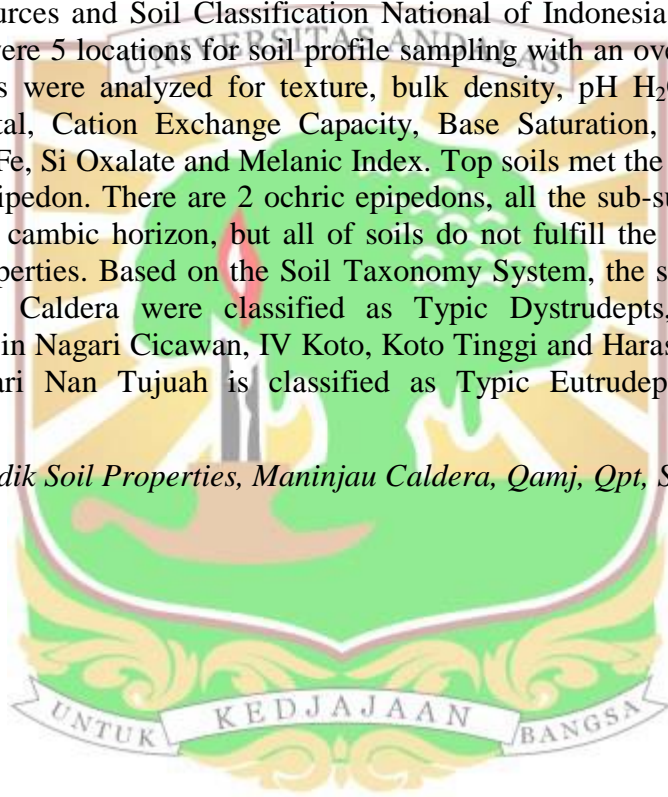 urces and Soil Classification National of Indonesia
UNIVERSITAS ANDALAS
vere 5 locations for soil profile sampling with an ov
s were analyzed for texture, bulk density, pH H₂
tal, Cation Exchange Capacity, Base Saturation,
Fe, Si Oxalate and Melanic Index. Top soils met the
ipedon. There are 2 ochric epipedons, all the sub-su
cambic horizon, but all of soils do not fulfill the
perties. Based on the Soil Taxonomy System, the s
Caldera were classified as Typic Dystrudepts,
in Nagari Cicawan, IV Koto, Koto Tinggi and Haras
ari Nan Tujuah is classified as Typic Eutrudep
dik Soil Properties, Maninjau Caldera, Qamj, Qpt, S
UNTUK KEDJAJAAN BANGSA